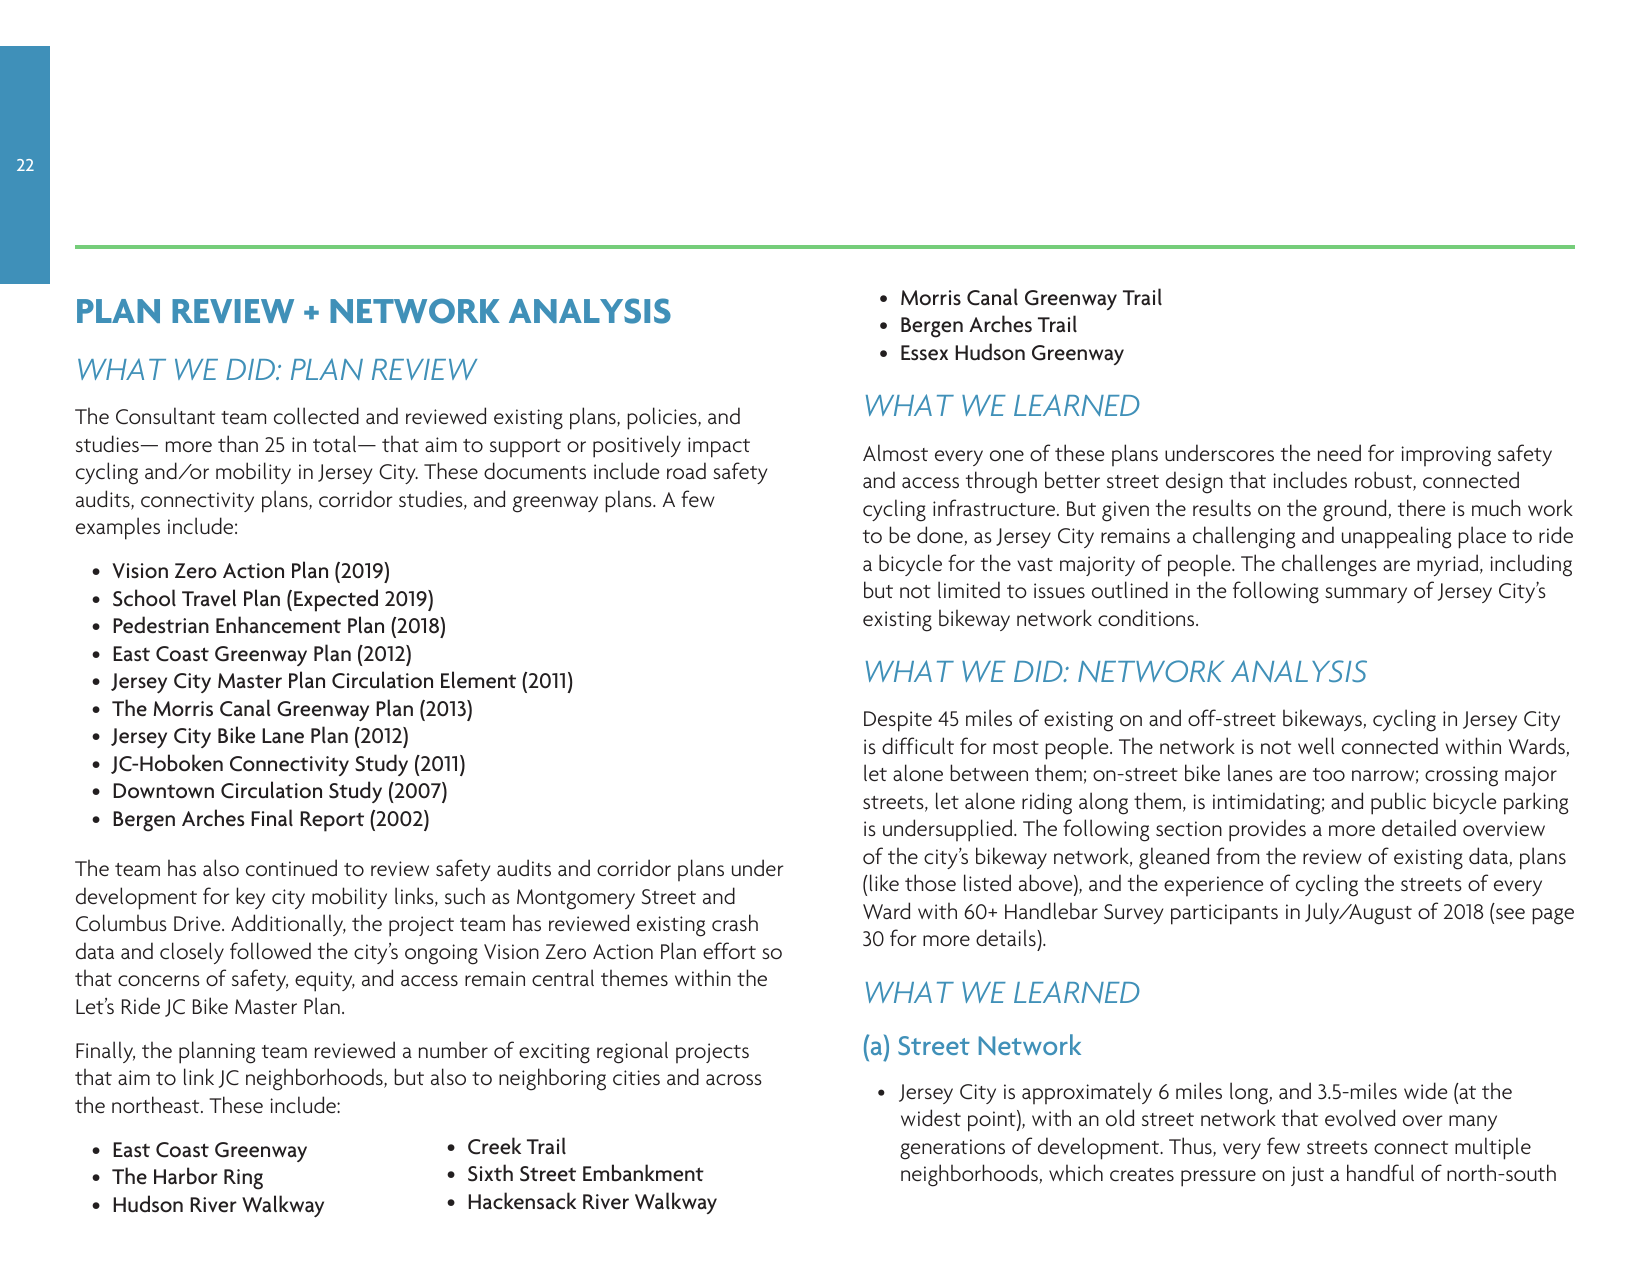 22
PLAN REVIEW + NETWORK ANALYSIS
WHAT WE DID: PLAN REVIEW
The Consultant team collected and reviewed existing plans, policies, and
studies— more than 25 in total— that aim to support or positively impact
cycling and/or mobility in Jersey City. These documents include road safety
audits, connectivity plans, corridor studies, and greenway plans. A few
examples include:
• Vision Zero Action Plan (2019)
• School Travel Plan (Expected 2019)
• Pedestrian Enhancement Plan (2018)
• East Coast Greenway Plan (2012)
• Jersey City Master Plan Circulation Element (2011)
• The Morris Canal Greenway Plan (2013)
• Jersey City Bike Lane Plan (2012)
• JC-Hoboken Connectivity Study (2011)
• Downtown Circulation Study (2007)
• Bergen Arches Final Report (2002)
The team has also continued to review safety audits and corridor plans under
development for key city mobility links, such as Montgomery Street and
Columbus Drive. Additionally, the project team has reviewed existing crash
data and closely followed the city's ongoing Vision Zero Action Plan effort so
that concerns of safety, equity, and access remain central themes within the
Let's Ride JC Bike Master Plan.
Finally, the planning team reviewed a number of exciting regional projects
that aim to link JC neighborhoods, but also to neighboring cities and across
the northeast. These include:
• East Coast Greenway
• The Harbor Ring
• Hudson River Walkway
• Creek Trail
• Sixth Street Embankment
• Hackensack River Walkway
• Morris Canal Greenway Trail
• Bergen Arches Trail
• Essex Hudson Greenway
WHAT WE LEARNED
Almost every one of these plans underscores the need for improving safety
and access through better street design that includes robust, connected
cycling infrastructure. But given the results on the ground, there is much work
to be done, as Jersey City remains a challenging and unappealing place to ride
a bicycle for the vast majority of people. The challenges are myriad, including
but not limited to issues outlined in the following summary of Jersey City's
existing bikeway network conditions.
WHAT WE DID: NETWORK ANALYSIS
Despite 45 miles of existing on and off-street bikeways, cycling in Jersey City
is difficult for most people. The network is not well connected within Wards,
let alone between them; on-street bike lanes are too narrow; crossing major
streets, let alone riding along them, is intimidating; and public bicycle parking
is undersupplied. The following section provides a more detailed overview
of the city's bikeway network, gleaned from the review of existing data, plans
(like those listed above), and the experience of cycling the streets of every
Ward with 60+ Handlebar Survey participants in July/August of 2018 (see page
30 for more details).
WHAT WE LEARNED
(a) Street Network
• Jersey City is approximately 6 miles long, and 3.5-miles wide (at the
widest point), with an old street network that evolved over many
generations of development. Thus, very few streets connect multiple
neighborhoods, which creates pressure on just a handful of north-south